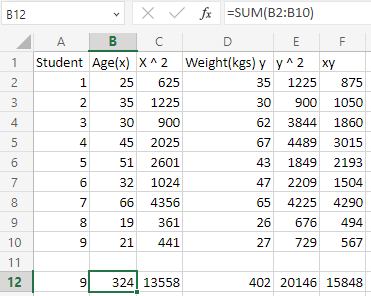 B12 fx =SUM(B2:B10)
A B C D E F
1 Student Age(x) X ^ 2 Weight(kgs) y y ^ 2 xy
2 1 25 625 35 1225 875
3 2 35 1225 30 900 1050
4 3 30 900 62 3844 1860
5 4 45 2025 67 4489 3015
6 5 51 2601 43 1849 2193
7 6 32 1024 47 2209 1504
8 7 66 4356 65 4225 4290
9 8 19 361 26 676 494
10 9 21 441 27 729 567
11
12 9 324 13558 402 20146 15848